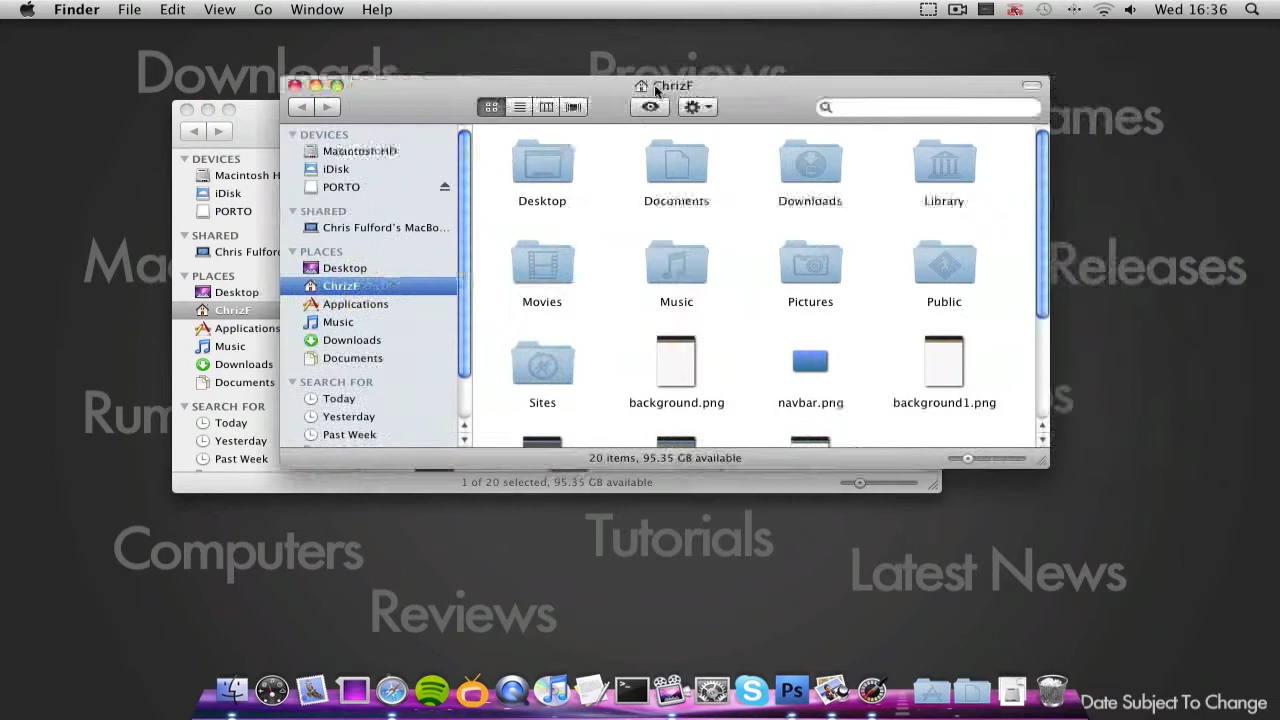 Finder File Edit View Go Window Help Wed 16:36
Downloads
Previews
ChrizF
DEVICES
Macintosh HD
iDisk
PORTO
SHARED
Chris Fulford's MacBo...
PLACES
Desktop
ChrizF
Applications
Music
Downloads
Documents
SEARCH FOR
Today
Yesterday
Past Week
Desktop Documents Downloads Library
Movies Music Pictures Public
Sites background.png navbar.png background1.png
20 items, 95.35 GB available
DEVICES
Macintosh H
iDisk
PORTO
SHARED
Chris Fulford
PLACES
Desktop
ChrizF
Applications
Music
Downloads
Documents
SEARCH FOR
Today
Yesterday
Past Week
1 of 20 selected, 95.35 GB available
Releases
Computers
Tutorials
Latest News
Reviews
Ps
Date Subject To Change